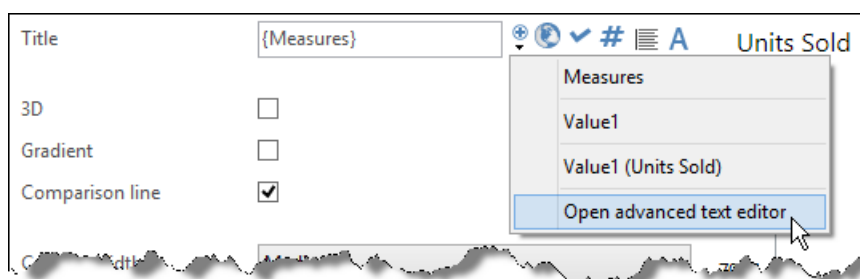 Title {Measures} # A Units Sold
Measures
3D
Value1
Gradient
Value1 (Units Sold)
Comparison line
Open advanced text editor